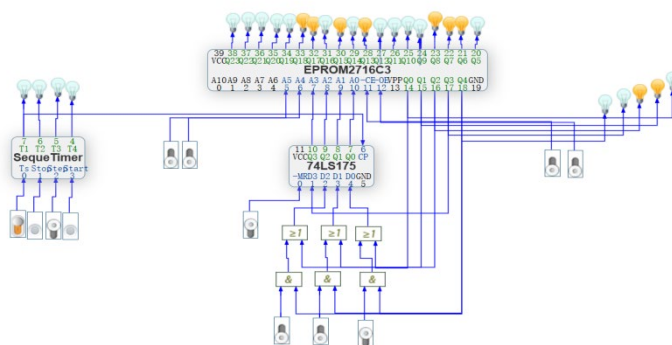 39 38 37 36 35 34 33 32 31 30 29 28 27 26 25 24 23 22 21 20
VCC Q23 Q22 Q21 Q20 Q19 Q18 Q17 Q16 Q15 Q14 Q13 Q12 Q11 Q10 Q9 Q8 Q7 Q6 Q5
EPROM2716C3
A10 A9 A8 A7 A6 A5 A4 A3 A2 A1 A0 -CE -OE VPP Q0 Q1 Q2 Q3 Q4 GND
0 1 2 3 4 5 6 7 8 9 10 11 12 13 14 15 16 17 18 19
7 6 5 4
T1 T2 T3 T4
SequeTimer
Ts Stop Step Start
0 1 2 3
11 10 9 8 7 6
VCC Q3 Q2 Q1 Q0 CP
74LS175
-MR D3 D2 D1 D0 GND
0 1 2 3 4 5
≥1 ≥1 ≥1
& & &